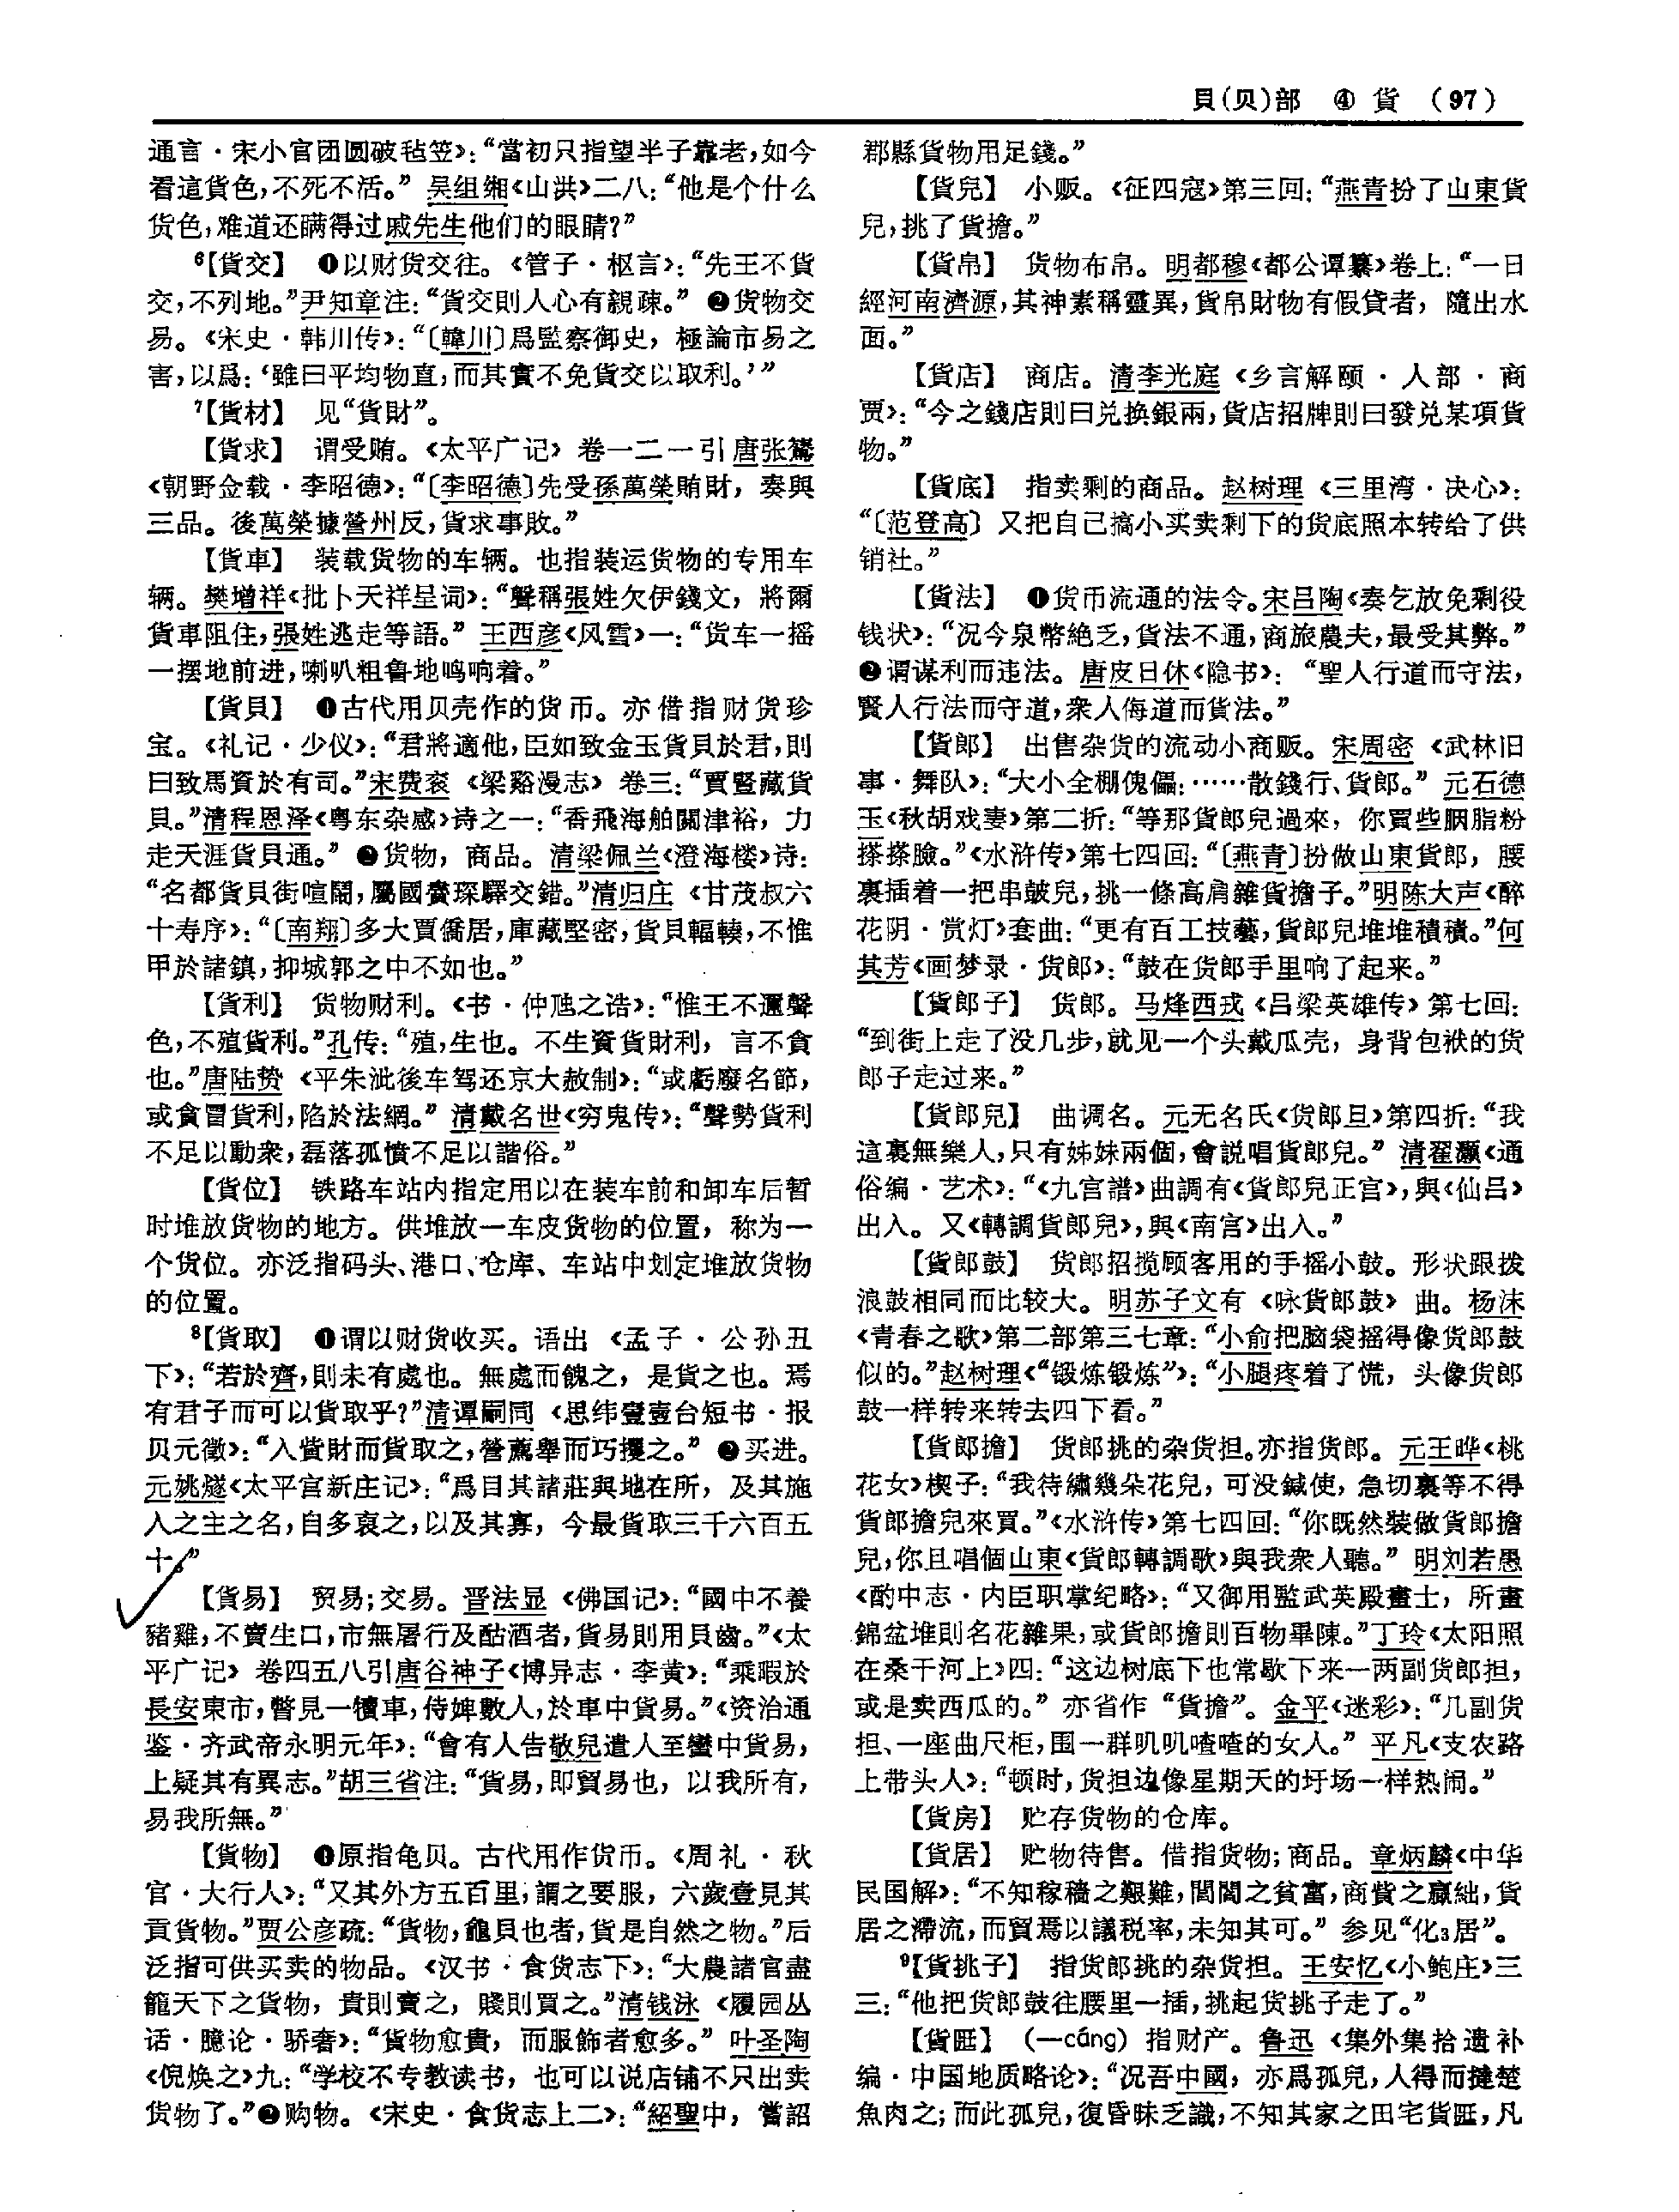 貝(贝)部 ④ 貨 (97)
通言·宋小官团圆破毡笠》:“當初只指望半子靠老,如今
看這貨色,不死不活。” 吴组缃《山洪》二八:“他是个什么
货色,难道还瞒得过戚先生他们的眼睛?”
⁶【貨交】 ❶以财货交往。《管子·枢言》:“先王不貨
交,不列地。”尹知章注:“貨交則人心有親疎。” ❷货物交
易。《宋史·韩川传》:“〔韓川〕爲監察御史,極論市易之
害,以爲:‘雖曰平均物直,而其實不免貨交以取利。’”
⁷【貨材】 见“貨財”。
【貨求】 谓受贿。《太平广记》卷一二一引唐张鷟
《朝野佥载·李昭德》:“〔李昭德〕先受孫萬榮賄財,奏與
三品。後萬榮據營州反,貨求事敗。”
【貨車】 装载货物的车辆。也指装运货物的专用车
辆。樊增祥《批卜天祥呈词》:“聲稱張姓欠伊錢文,將爾
貨車阻住,張姓逃走等語。” 王西彦《风雪》一:“货车一摇
一摆地前进,喇叭粗鲁地鸣响着。”
【貨貝】 ❶古代用贝壳作的货币。亦借指财货珍
宝。《礼记·少仪》:“君將適他,臣如致金玉貨貝於君,則
曰致馬資於有司。”宋费衮《梁谿漫志》卷三:“賈豎藏貨
貝。”清程恩泽《粤东杂感》诗之一:“香飛海舶關津裕,力
走天涯貨貝通。” ❷货物,商品。清梁佩兰《澄海楼》诗:
“名都貨貝街喧鬧,屬國賨琛驛交錯。”清归庄《甘茂叔六
十寿序》:“〔南翔〕多大賈僑居,庫藏堅密,貨貝輻輳,不惟
甲於諸鎮,抑城郭之中不如也。”
【貨利】 货物财利。《书·仲虺之诰》:“惟王不邇聲
色,不殖貨利。”孔传:“殖,生也。不生資貨財利,言不貪
也。”唐陆贽《平朱泚後车驾还京大赦制》:“或虧廢名節,
或貪冒貨利,陷於法網。” 清戴名世《穷鬼传》:“聲勢貨利
不足以動衆,磊落孤憤不足以諧俗。”
【貨位】 铁路车站内指定用以在装车前和卸车后暂
时堆放货物的地方。供堆放一车皮货物的位置,称为一
个货位。亦泛指码头、港口、仓库、车站中划定堆放货物
的位置。
⁸【貨取】 ❶谓以财货收买。语出《孟子·公孙丑
下》:“若於齊,則未有處也。無處而餽之,是貨之也。焉
有君子而可以貨取乎?”清谭嗣同《思纬壹壺台短书·报
贝元徵》:“入貲財而貨取之,營薦舉而巧攫之。” ❷买进。
元姚燧《太平宫新庄记》:“爲目其諸莊與地在所,及其施
入之主之名,自多裒之,以及其寡,今最貨取三千六百五
十。”
【貨易】 贸易;交易。晋法显《佛国记》:“國中不養
豬雞,不賣生口,市無屠行及酤酒者,貨易則用貝齒。”《太
平广记》卷四五八引唐谷神子《博异志·李黄》:“乘暇於
長安東市,瞥見一犢車,侍婢數人,於車中貨易。”《资治通
鉴·齐武帝永明元年》:“會有人告敬兒遣人至蠻中貨易,
上疑其有異志。”胡三省注:“貨易,即貿易也,以我所有,
易我所無。”
【貨物】 ❶原指龟贝。古代用作货币。《周礼·秋
官·大行人》:“又其外方五百里,謂之要服,六歲壹見其
貢貨物。”贾公彦疏:“貨物,龜貝也者,貨是自然之物。”后
泛指可供买卖的物品。《汉书·食货志下》:“大農諸官盡
籠天下之貨物,貴則賣之,賤則買之。”清钱泳《履园丛
话·臆论·骄奢》:“貨物愈貴,而服飾者愈多。” 叶圣陶
《倪焕之》九:“学校不专教读书,也可以说店铺不只出卖
货物了。”❷购物。《宋史·食货志上二》:“紹聖中,嘗詔
郡縣貨物用足錢。”
【貨兒】 小贩。《征四寇》第三回:“燕青扮了山東貨
兒,挑了貨擔。”
【貨帛】 货物布帛。明都穆《都公谭纂》卷上:“一日
經河南濟源,其神素稱靈異,貨帛財物有假貸者,隨出水
面。”
【貨店】 商店。清李光庭《乡言解颐·人部·商
贾》:“今之錢店則曰兑换銀兩,貨店招牌則曰發兑某項貨
物。”
【貨底】 指卖剩的商品。赵树理《三里湾·决心》:
“〔范登高〕又把自己搞小买卖剩下的货底照本转给了供
销社。”
【貨法】 ❶货币流通的法令。宋吕陶《奏乞放免剩役
钱状》:“况今泉幣絶乏,貨法不通,商旅農夫,最受其弊。”
❷谓谋利而违法。唐皮日休《隐书》:“聖人行道而守法,
賢人行法而守道,衆人侮道而貨法。”
【貨郎】 出售杂货的流动小商贩。宋周密《武林旧
事·舞队》:“大小全棚傀儡:……散錢行、貨郎。” 元石德
玉《秋胡戏妻》第二折:“等那貨郎兒過來,你買些胭脂粉
搽搽臉。”《水浒传》第七四回:“〔燕青〕扮做山東貨郎,腰
裏插着一把串皷兒,挑一條高肩雜貨擔子。”明陈大声《醉
花阴·赏灯》套曲:“更有百工技藝,貨郎兒堆堆積積。”何
其芳《画梦录·货郎》:“鼓在货郎手里响了起来。”
【貨郎子】 货郎。马烽西戎《吕梁英雄传》第七回:
“到街上走了没几步,就见一个头戴瓜壳,身背包袱的货
郎子走过来。”
【貨郎兒】 曲调名。元无名氏《货郎旦》第四折:“我
這裏無樂人,只有姊妹兩個,會説唱貨郎兒。” 清翟灝《通
俗编·艺术》:“《九宫譜》曲調有《貨郎兒正宫》,與《仙吕》
出入。又《轉調貨郎兒》,與《南宫》出入。”
【貨郎鼓】 货郎招揽顾客用的手摇小鼓。形状跟拨
浪鼓相同而比较大。明苏子文有《咏貨郎鼓》曲。杨沫
《青春之歌》第二部第三七章:“小俞把脑袋摇得像货郎鼓
似的。”赵树理《“锻炼锻炼”》:“小腿疼着了慌,头像货郎
鼓一样转来转去四下看。”
【貨郎擔】 货郎挑的杂货担。亦指货郎。元王晔《桃
花女》楔子:“我待繡幾朵花兒,可没鍼使,急切裏等不得
貨郎擔兒來買。”《水浒传》第七四回:“你既然裝做貨郎擔
兒,你且唱個山東《貨郎轉調歌》與我衆人聽。” 明刘若愚
《酌中志·内臣职掌纪略》:“又御用監武英殿畫士,所畫
錦盆堆則名花雜果,或貨郎擔則百物畢陳。”丁玲《太阳照
在桑干河上》四:“这边树底下也常歇下来一两副货郎担,
或是卖西瓜的。” 亦省作“貨擔”。金平《迷彩》:“几副货
担、一座曲尺柜,围一群叽叽喳喳的女人。” 平凡《支农路
上带头人》:“顿时,货担边像星期天的圩场一样热闹。”
【貨房】 贮存货物的仓库。
【貨居】 贮物待售。借指货物;商品。章炳麟《中华
民国解》:“不知稼穡之艱難,閭閻之貧富,商貲之贏絀,貨
居之滯流,而貿焉以議税率,未知其可。” 参见“化₃居”。
⁹【貨挑子】 指货郎挑的杂货担。王安忆《小鲍庄》三
三:“他把货郎鼓往腰里一插,挑起货挑子走了。”
【貨匨】 (—cáng) 指财产。鲁迅《集外集拾遗补
编·中国地质略论》:“况吾中國,亦爲孤兒,人得而撻楚
魚肉之;而此孤兒,復昏昧乏識,不知其家之田宅貨匨,凡